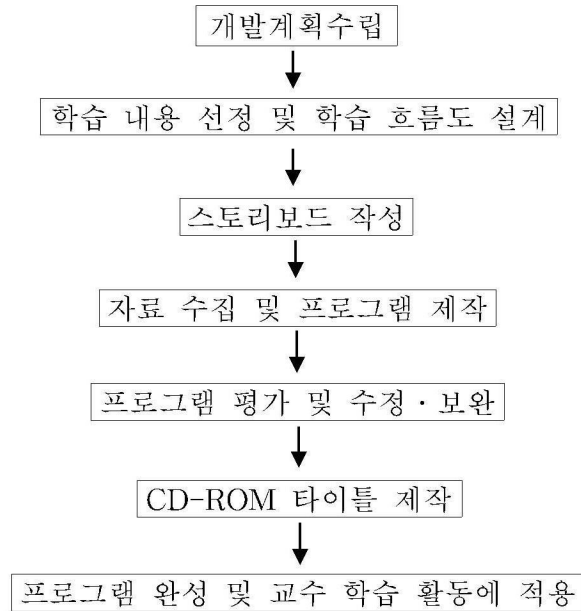 개발계획수립
학습 내용 선정 및 학습 흐름도 설계
스토리보드 작성
자료 수집 및 프로그램 제작
프로그램 평가 및 수정·보완
CD-ROM 타이틀 제작
프로그램 완성 및 교수 학습 활동에 적용